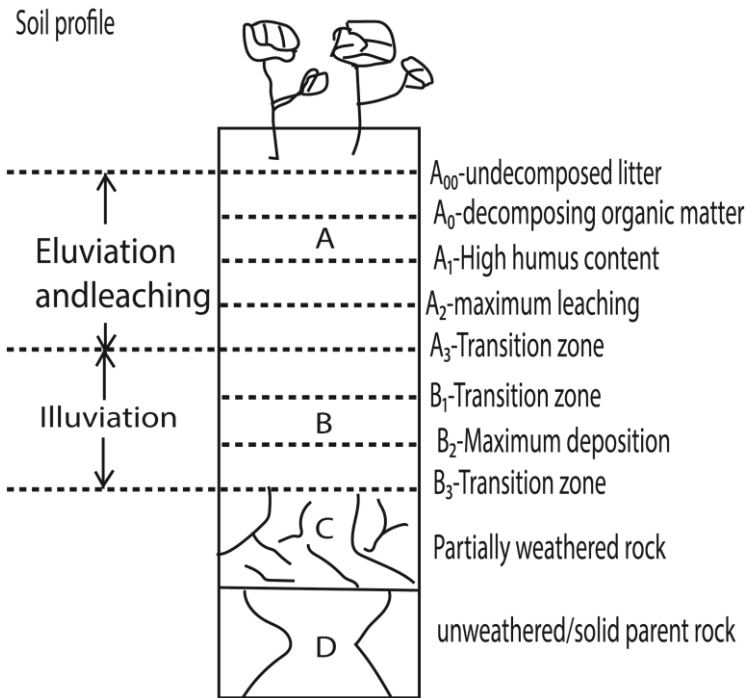 Soil profile
A₀₀-undecomposed litter
A₀-decomposing organic matter
A
Eluviation
andleaching
A₁-High humus content
A₂-maximum leaching
A₃-Transition zone
B₁-Transition zone
Illuviation
B
B₂-Maximum deposition
B₃-Transition zone
C
Partially weathered rock
D
unweathered/solid parent rock